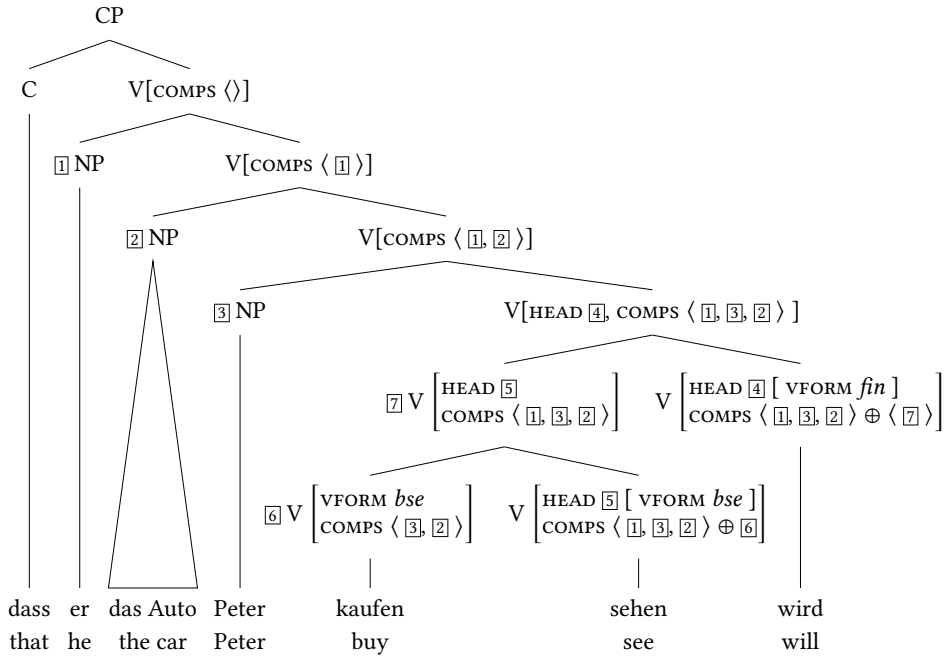 CP
C V[COMPS ⟨⟩]
1 NP V[COMPS ⟨ 1 ⟩]
2 NP V[COMPS ⟨ 1, 2 ⟩]
3 NP V[HEAD 4, COMPS ⟨ 1, 3, 2 ⟩ ]
7 V [HEAD 5 V [HEAD 4 [ VFORM fin ]
COMPS ⟨ 1, 3, 2 ⟩] COMPS ⟨ 1, 3, 2 ⟩ ⊕ ⟨ 7 ⟩]
6 V [VFORM bse V [HEAD 5 [ VFORM bse ]
COMPS ⟨ 3, 2 ⟩] COMPS ⟨ 1, 3, 2 ⟩ ⊕ 6]
dass er das Auto Peter kaufen sehen wird
that he the car Peter buy see will